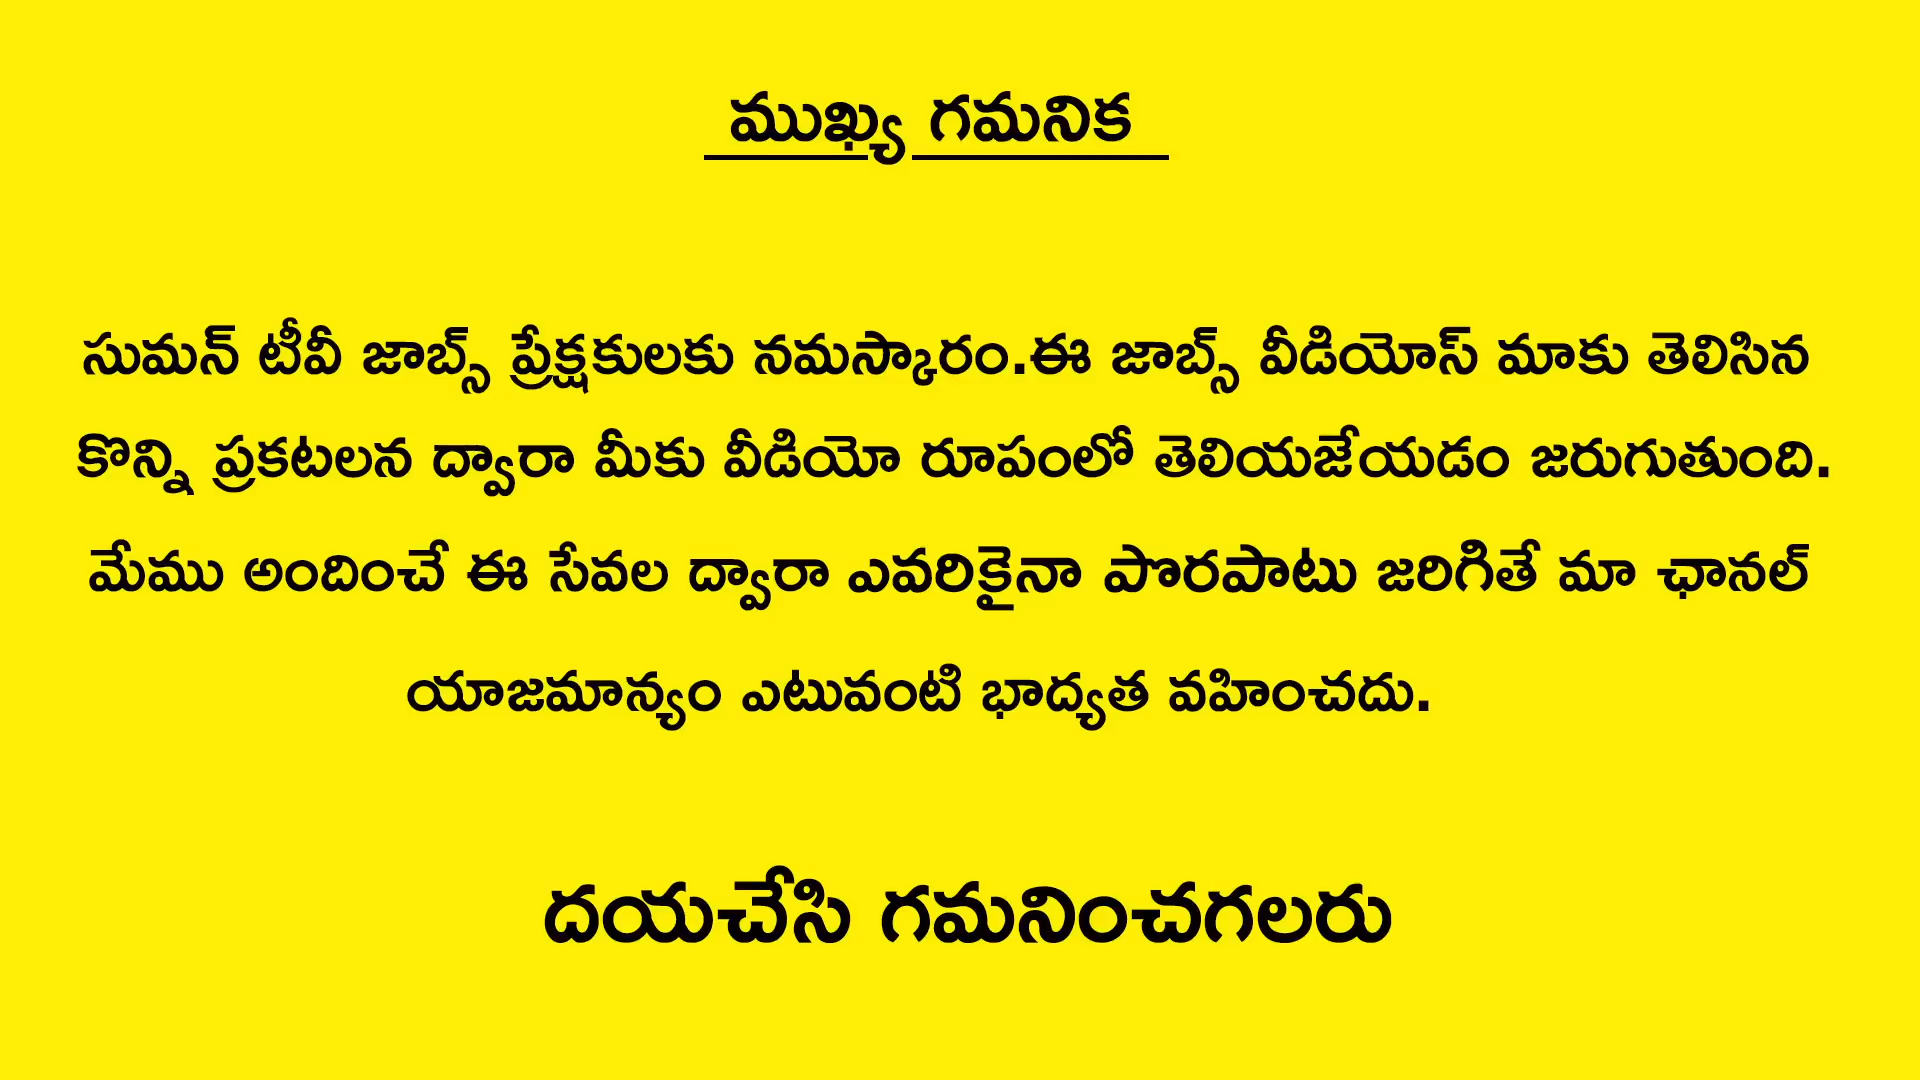 ముఖ్య గమనిక
సుమన్ టీవీ జాబ్స్ ప్రేక్షకులకు నమస్కారం.ఈ జాబ్స్ వీడియోస్ మాకు తెలిసిన
కొన్ని ప్రకటలన ద్వారా మీకు వీడియో రూపంలో తెలియజేయడం జరుగుతుంది.
మేము అందించే ఈ సేవల ద్వారా ఎవరికైనా పొరపాటు జరిగితే మా ఛానల్
యాజమాన్యం ఎటువంటి భాద్యత వహించదు.
దయచేసి గమనించగలరు